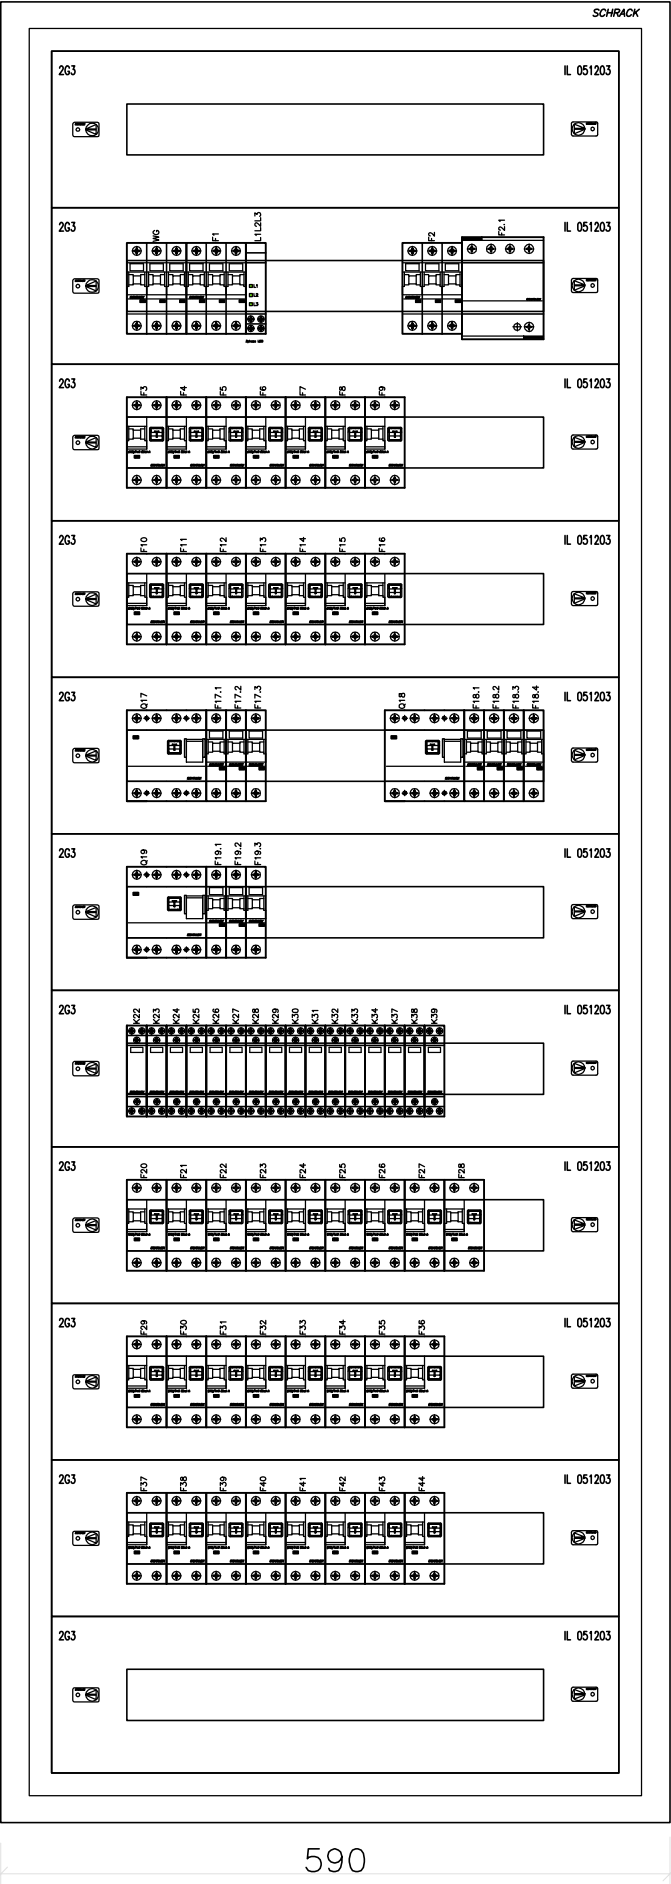 SCHRACK
2G3 IL 051203
2G3 WG F1 L1L2L3 F2 F2.1 IL 051203
L1
L2
L3
2G3 F3 F4 F5 F6 F7 F8 F9 IL 051203
2G3 F10 F11 F12 F13 F14 F15 F16 IL 051203
2G3 Q17 F17.1 F17.2 F17.3 Q18 F18.1 F18.2 F18.3 F18.4 IL 051203
2G3 Q19 F19.1 F19.2 F19.3 IL 051203
2G3 K22 K23 K24 K25 K26 K27 K28 K29 K30 K31 K32 K33 K34 K37 K38 K39 IL 051203
2G3 F20 F21 F22 F23 F24 F25 F26 F27 F28 IL 051203
2G3 F29 F30 F31 F32 F33 F34 F35 F36 IL 051203
2G3 F37 F38 F39 F40 F41 F42 F43 F44 IL 051203
2G3 IL 051203
590